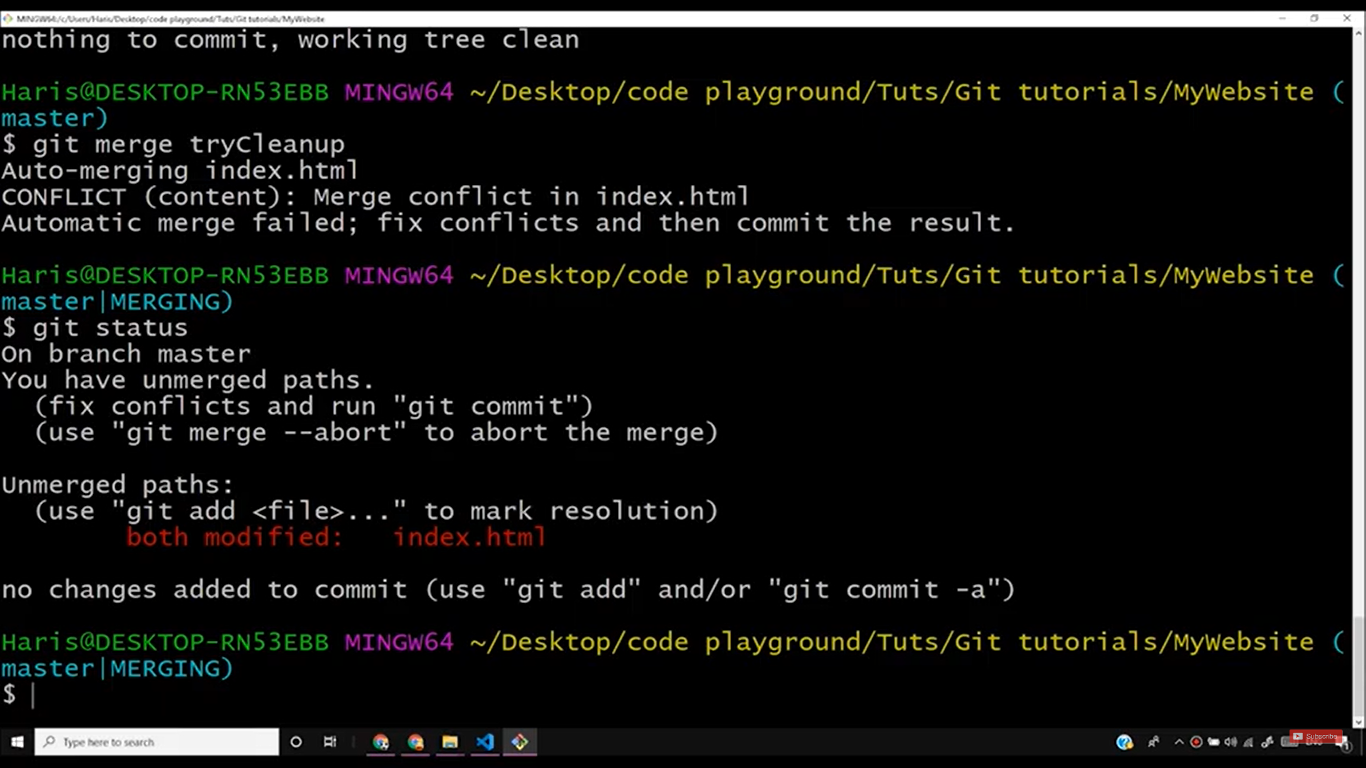 MINGW64:/c/Users/Haris/Desktop/code playground/Tuts/Git tutorials/MyWebsite
nothing to commit, working tree clean
Haris@DESKTOP-RN53EBB MINGW64 ~/Desktop/code playground/Tuts/Git tutorials/MyWebsite (
master)
$ git merge tryCleanup
Auto-merging index.html
CONFLICT (content): Merge conflict in index.html
Automatic merge failed; fix conflicts and then commit the result.
Haris@DESKTOP-RN53EBB MINGW64 ~/Desktop/code playground/Tuts/Git tutorials/MyWebsite (
master|MERGING)
$ git status
On branch master
You have unmerged paths.
  (fix conflicts and run "git commit")
  (use "git merge --abort" to abort the merge)
Unmerged paths:
  (use "git add <file>..." to mark resolution)
        both modified:   index.html
no changes added to commit (use "git add" and/or "git commit -a")
Haris@DESKTOP-RN53EBB MINGW64 ~/Desktop/code playground/Tuts/Git tutorials/MyWebsite (
master|MERGING)
$
Type here to search
Subscribe